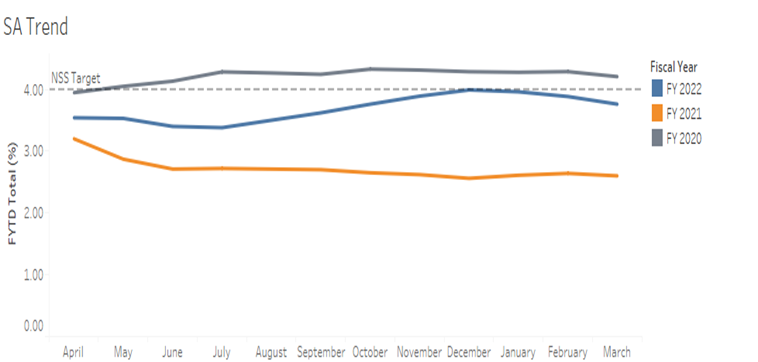 SA Trend
NSS Target
4.00
3.00
2.00
1.00
0.00
FYTD Total (%)
April May June July August September October November December January February March
Fiscal Year
FY 2022
FY 2021
FY 2020